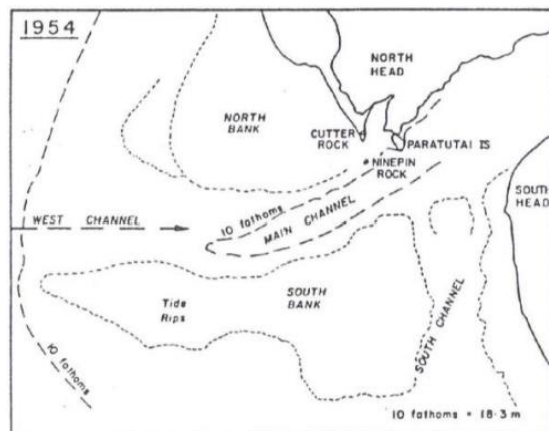 1954
NORTH
HEAD
NORTH
BANK
CUTTER
ROCK
PARATUTAI IS
NINEPIN
ROCK
SOUTH
HEAD
WEST CHANNEL
10 fathoms
MAIN CHANNEL
SOUTH
BANK
Tide
Rips
SOUTH CHANNEL
10 fathoms
10 fathoms = 18·3 m